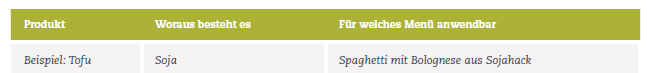 Produkt Woraus besteht es Für welches Menü anwendbar
Beispiel: Tofu Soja Spaghetti mit Bolognese aus Sojahack